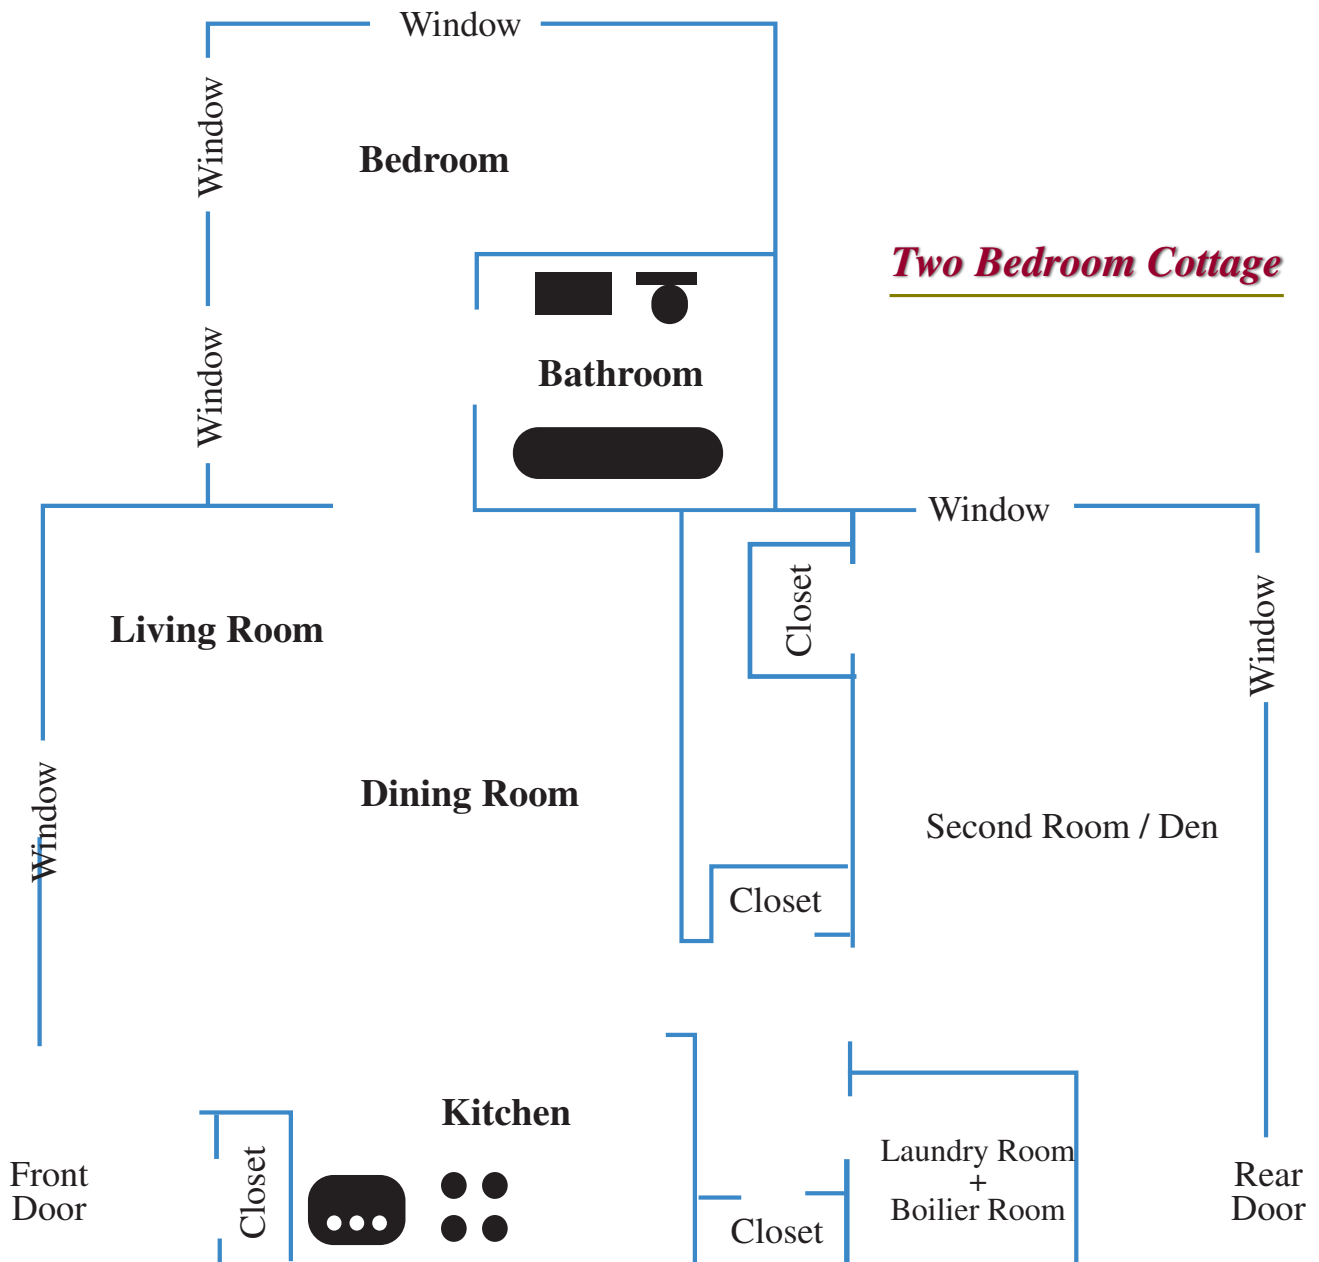 Window
Window
Bedroom
Two Bedroom Cottage
Window
Bathroom
Window
Closet
Window
Living Room
Window
Dining Room
Second Room / Den
Closet
Kitchen
Front
Door
Closet
Closet
Laundry Room
+
Boilier Room
Rear
Door